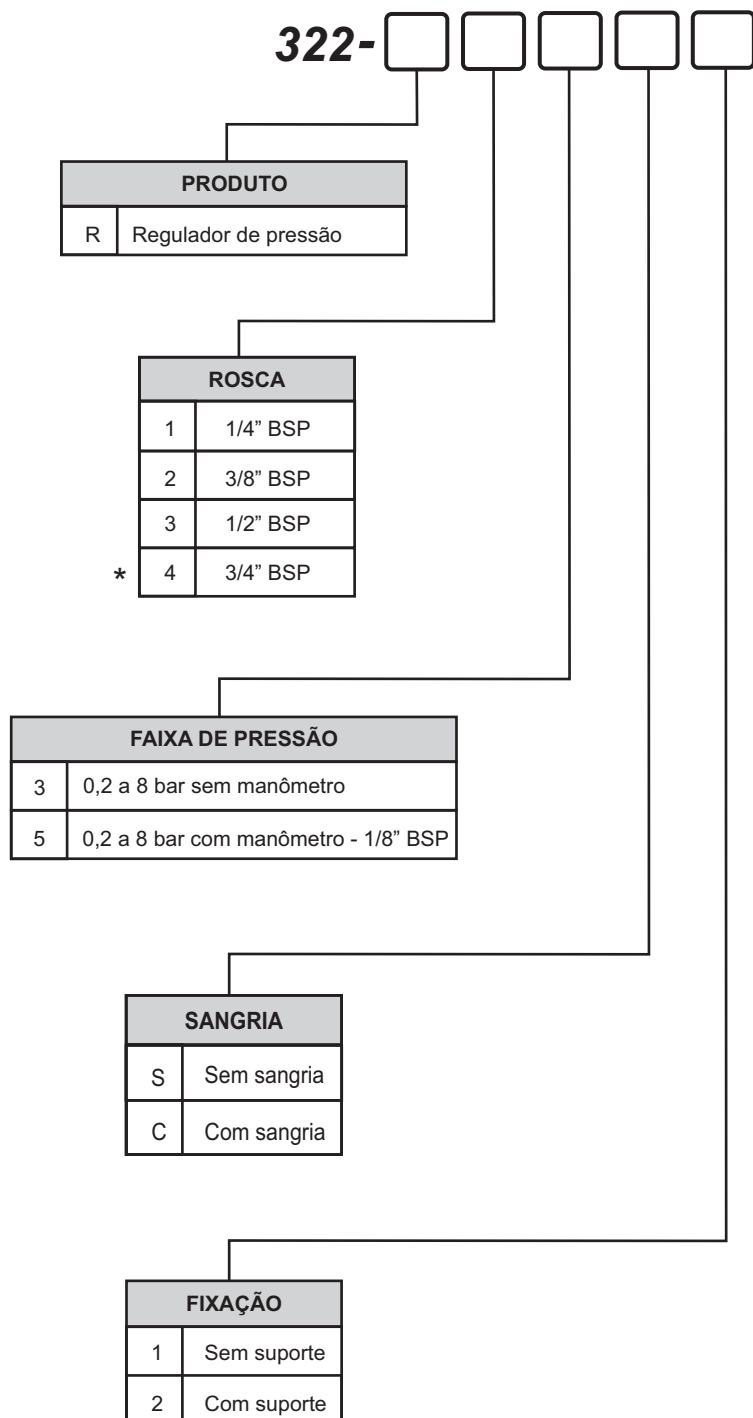 322-
PRODUTO
R Regulador de pressão
ROSCA
1 1/4” BSP
2 3/8” BSP
3 1/2” BSP
* 4 3/4” BSP
FAIXA DE PRESSÃO
3 0,2 a 8 bar sem manômetro
5 0,2 a 8 bar com manômetro - 1/8” BSP
SANGRIA
S Sem sangria
C Com sangria
FIXAÇÃO
1 Sem suporte
2 Com suporte